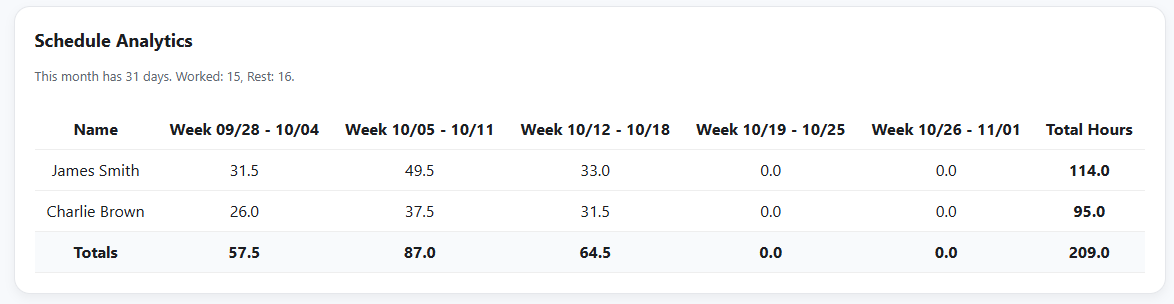 Schedule Analytics
This month has 31 days. Worked: 15, Rest: 16.
Name Week 09/28 - 10/04 Week 10/05 - 10/11 Week 10/12 - 10/18 Week 10/19 - 10/25 Week 10/26 - 11/01 Total Hours
James Smith 31.5 49.5 33.0 0.0 0.0 114.0
Charlie Brown 26.0 37.5 31.5 0.0 0.0 95.0
Totals 57.5 87.0 64.5 0.0 0.0 209.0